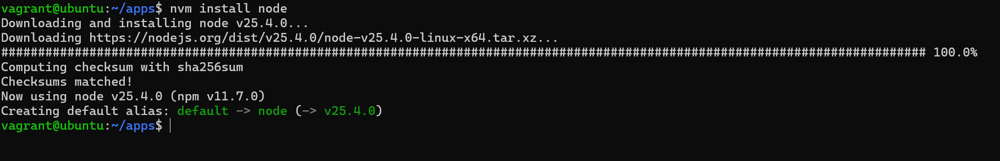 vagrant@ubuntu:~/apps$ nvm install node
Downloading and installing node v25.4.0...
Downloading https://nodejs.org/dist/v25.4.0/node-v25.4.0-linux-x64.tar.xz...
############################################################################################################################## 100.0%
Computing checksum with sha256sum
Checksums matched!
Now using node v25.4.0 (npm v11.7.0)
Creating default alias: default -> node (-> v25.4.0)
vagrant@ubuntu:~/apps$